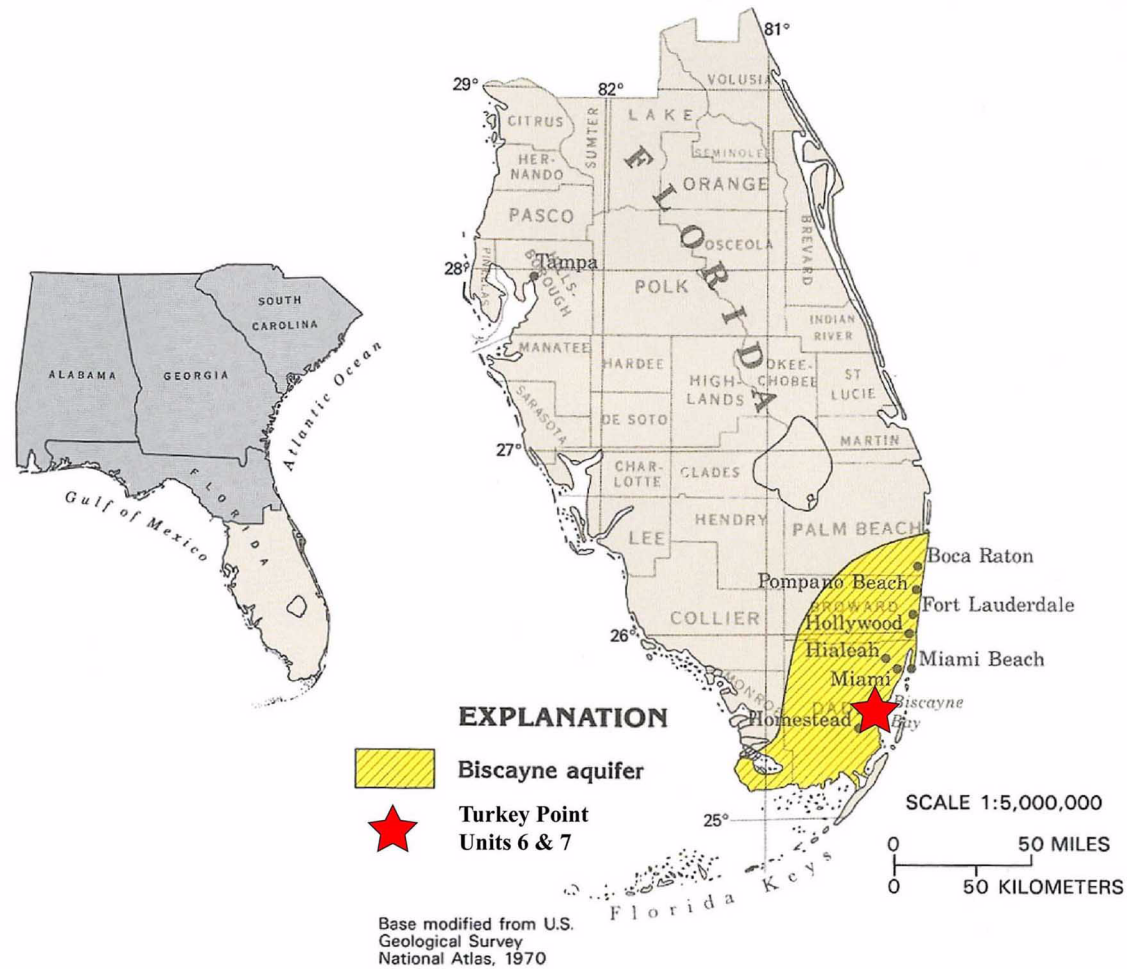 81°
29°
82°
VOLUSIA
LAKE
CITRUS
SUMTER
SEMINOLE
HER-
NANDO
ORANGE
FLORIDA
PASCO
OSCEOLA
BREVARD
28°
PINELLAS
Tampa
HILLS-
BOROUGH
POLK
INDIAN
RIVER
MANATEE
HARDEE
HIGH-
LANDS
OKEE-
CHOBEE
ST
LUCIE
SARASOTA
DE SOTO
MARTIN
27°
CHAR-
LOTTE
GLADES
HENDRY
LEE
PALM BEACH
Boca Raton
Pompano Beach
BROWARD
Fort Lauderdale
COLLIER
Hollywood
26°
Hialeah
Miami Beach
Miami
MONROE
DADE
Biscayne
Bay
Homestead
25°
Florida Keys
SOUTH
CAROLINA
ALABAMA
GEORGIA
Atlantic Ocean
FLORIDA
Gulf of Mexico
EXPLANATION
Biscayne aquifer
Turkey Point
Units 6 & 7
SCALE 1:5,000,000
0 50 MILES
0 50 KILOMETERS
Base modified from U.S.
Geological Survey
National Atlas, 1970